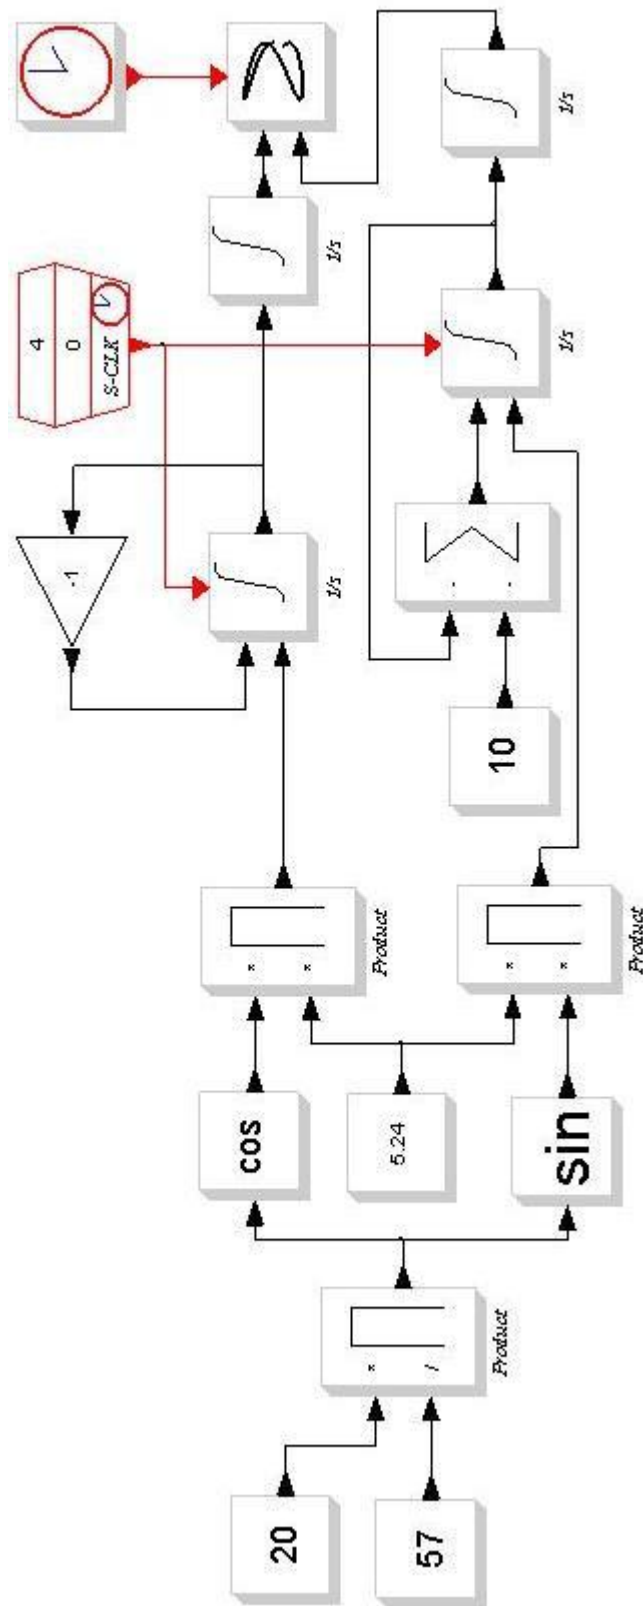 20
57
*
/
Product
cos
5.24
sin
*
*
Product
*
*
Product
10
-
-
-1
1/s
1/s
4
0
S-CLK
1/s
1/s